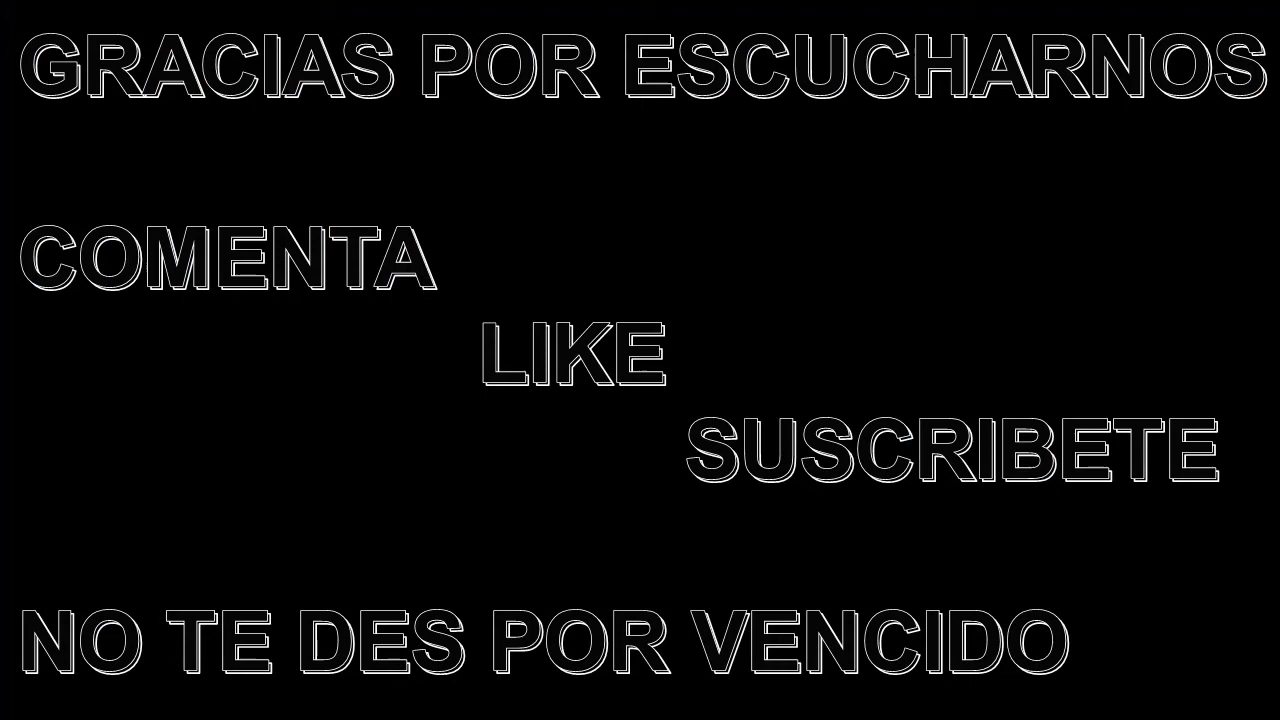 GRACIAS POR ESCUCHARNOS
COMENTA
LIKE
SUSCRIBETE
NO TE DES POR VENCIDO